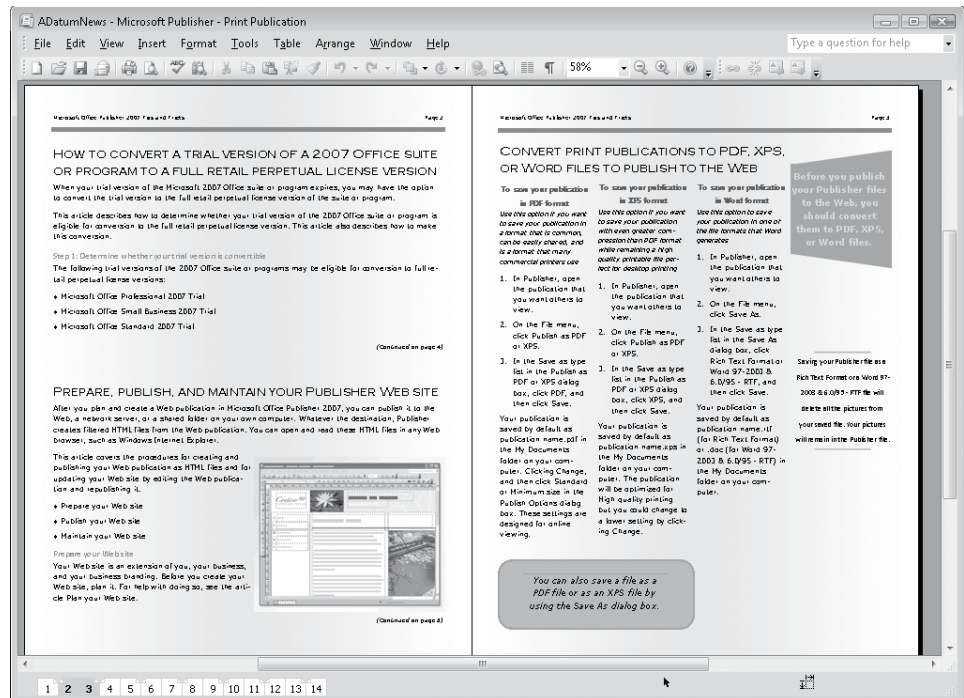 ADatumNews - Microsoft Publisher - Print Publication
File Edit View Insert Format Tools Table Arrange Window Help
Type a question for help
58%
Microsoft Office Publisher 2007 Tips and Tricks
Page 2
HOW TO CONVERT A TRIAL VERSION OF A 2007 OFFICE SUITE
OR PROGRAM TO A FULL RETAIL PERPETUAL LICENSE VERSION
When your trial version of the Microsoft 2007 Office suite or program expires, you may have the option
to convert the trial version to the full retail perpetual license version of the suite or program.
This article describes how to determine whether your trial version of the 2007 Office suite or program is
eligible for conversion to the full retail perpetual license version. This article also describes how to make
this conversion.
Step 1: Determine whether your trial version is convertible
The following trial versions of the 2007 Office suite or programs may be eligible for conversion to full re-
tail perpetual license versions:
♦ Microsoft Office Professional 2007 Trial
♦ Microsoft Office Small Business 2007 Trial
♦ Microsoft Office Standard 2007 Trial
(Continued on page 4)
PREPARE, PUBLISH, AND MAINTAIN YOUR PUBLISHER WEB SITE
After you plan and create a Web publication in Microsoft Office Publisher 2007, you can publish it to the
Web, a network server, or a shared folder on your own computer. Whatever the destination, Publisher
creates filtered HTML files from the Web publication. You can open and read these HTML files in any Web
browser, such as Windows Internet Explorer.
This article covers the procedures for creating and
publishing your Web publication as HTML files and for
updating your Web site by editing the Web publica-
tion and republishing it.
♦ Prepare your Web site
♦ Publish your Web site
♦ Maintain your Web site
Prepare your Web site
Your Web site is an extension of you, your business,
and your business branding. Before you create your
Web site, plan it. For help with doing so, see the arti-
cle Plan your Web site.
(Continued on page 8)
Microsoft Office Publisher 2007 Tips and Tricks
Page 3
CONVERT PRINT PUBLICATIONS TO PDF, XPS,
OR WORD FILES TO PUBLISH TO THE WEB
To save your publication
in PDF format
Use this option if you want
to save your publication in
a format that is common,
can be easily shared, and
is a format that many
commercial printers use
1. In Publisher, open
the publication that
you want others to
view.
2. On the File menu,
click Publish as PDF
or XPS.
3. In the Save as type
list in the Publish as
PDF or XPS dialog
box, click PDF, and
then click Save.
Your publication is
saved by default as
publication name.pdf in
the My Documents
folder on your com-
puter. Clicking Change,
and then click Standard
or Minimum size in the
Publish Options dialog
box. These settings are
designed for online
viewing.
To save your publication
in XPS format
Use this option if you want
to save your publication
with even greater com-
pression than PDF format
while remaining a high
quality printable file per-
fect for desktop printing
1. In Publisher, open
the publication that
you want others to
view.
2. On the File menu,
click Publish as PDF
or XPS.
3. In the Save as type
list in the Publish as
PDF or XPS dialog
box, click XPS, and
then click Save.
Your publication is
saved by default as
publication name.xps in
the My Documents
folder on your com-
puter. The publication
will be optimized for
High quality printing
but you could change to
a lower setting by click-
ing Change.
To save your publication
in Word format
Use this option to save
your publication in one of
the file formats that Word
generates
1. In Publisher, open
the publication that
you want others to
view.
2. On the File menu,
click Save As.
3. In the Save as type
list in the Save As
dialog box, click
Rich Text Format or
Word 97-2003 &
6.0/95 - RTF, and
then click Save.
Your publication is
saved by default as
publication name.rtf
(for Rich Text Format)
or .doc (for Word 97-
2003 & 6.0/95 - RTF) in
the My Documents
folder on your com-
puter.
Before you publish
your Publisher files
to the Web, you
should convert
them to PDF, XPS,
or Word files.
Saving your Publisher file as a
Rich Text Format or a Word 97-
2003 & 6.0/95 - RTF file will
delete all the pictures from
your saved file. Your pictures
will remain in the Publisher file.
You can also save a file as a
PDF file or as an XPS file by
using the Save As dialog box.
1 2 3 4 5 6 7 8 9 10 11 12 13 14